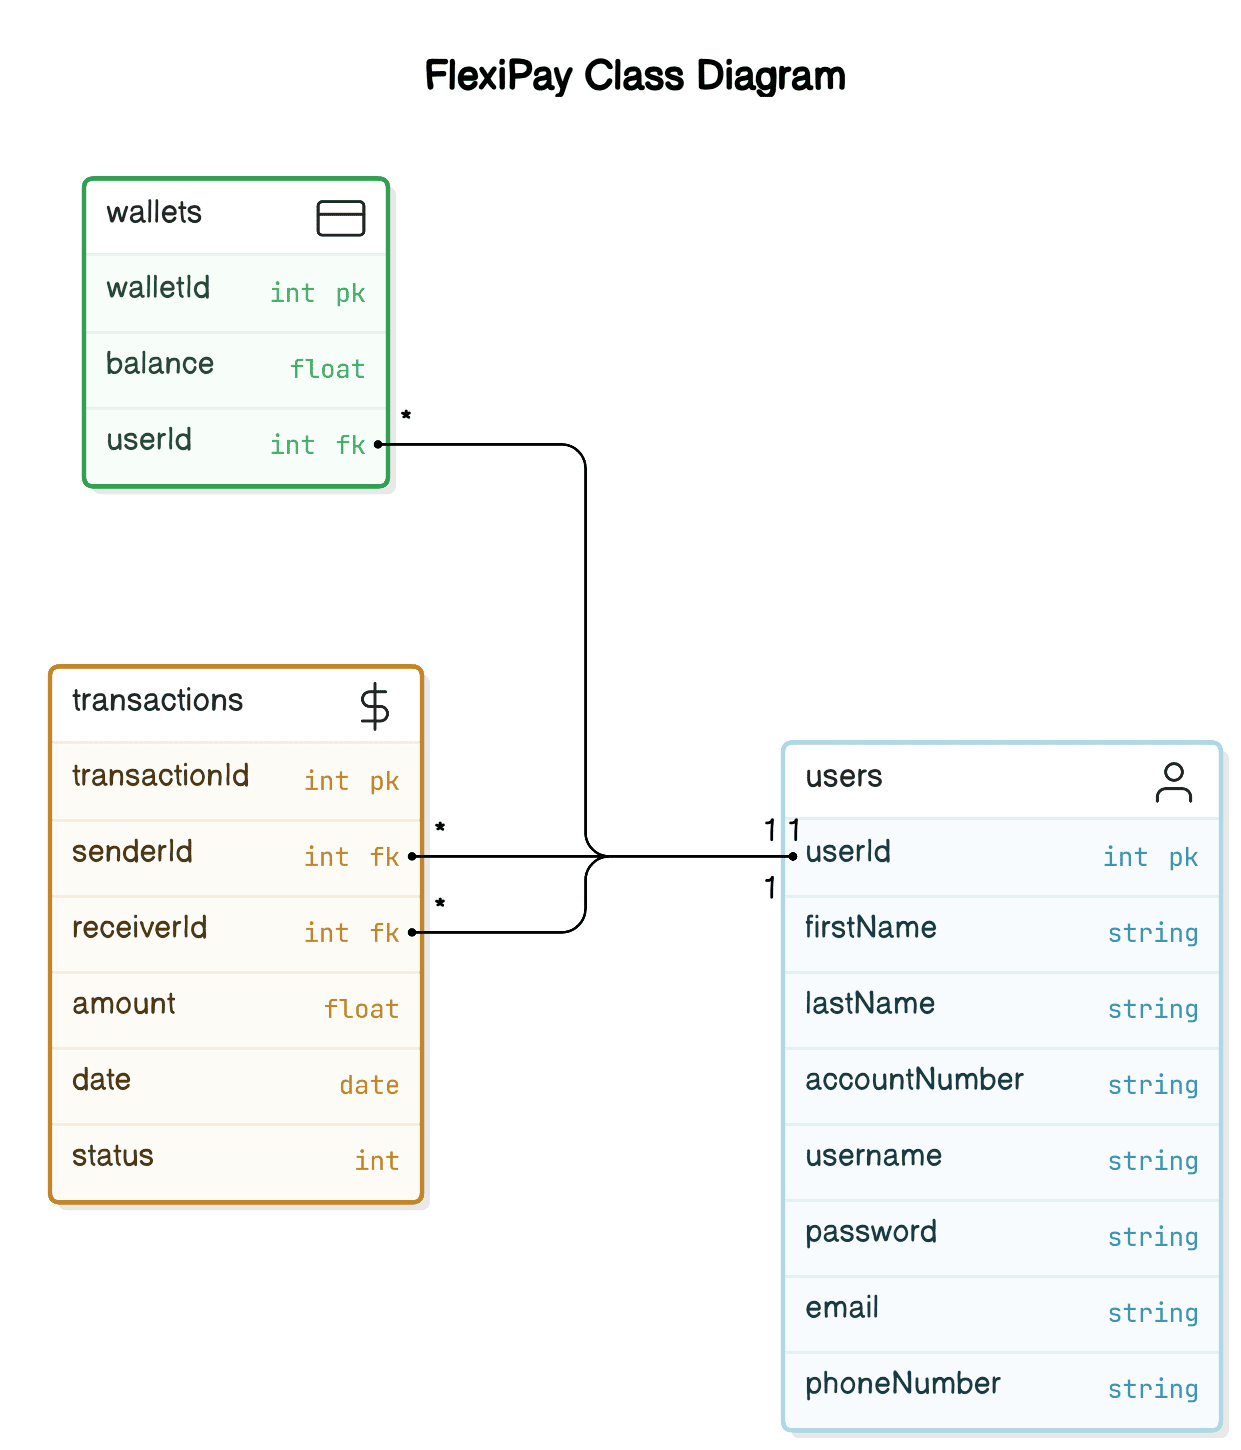 FlexiPay Class Diagram
wallets
walletId int pk
balance float
userId int fk
*
transactions
transactionId int pk
senderId int fk
*
receiverId int fk
*
amount float
date date
status int
users
1 1
userId int pk
1
firstName string
lastName string
accountNumber string
username string
password string
email string
phoneNumber string